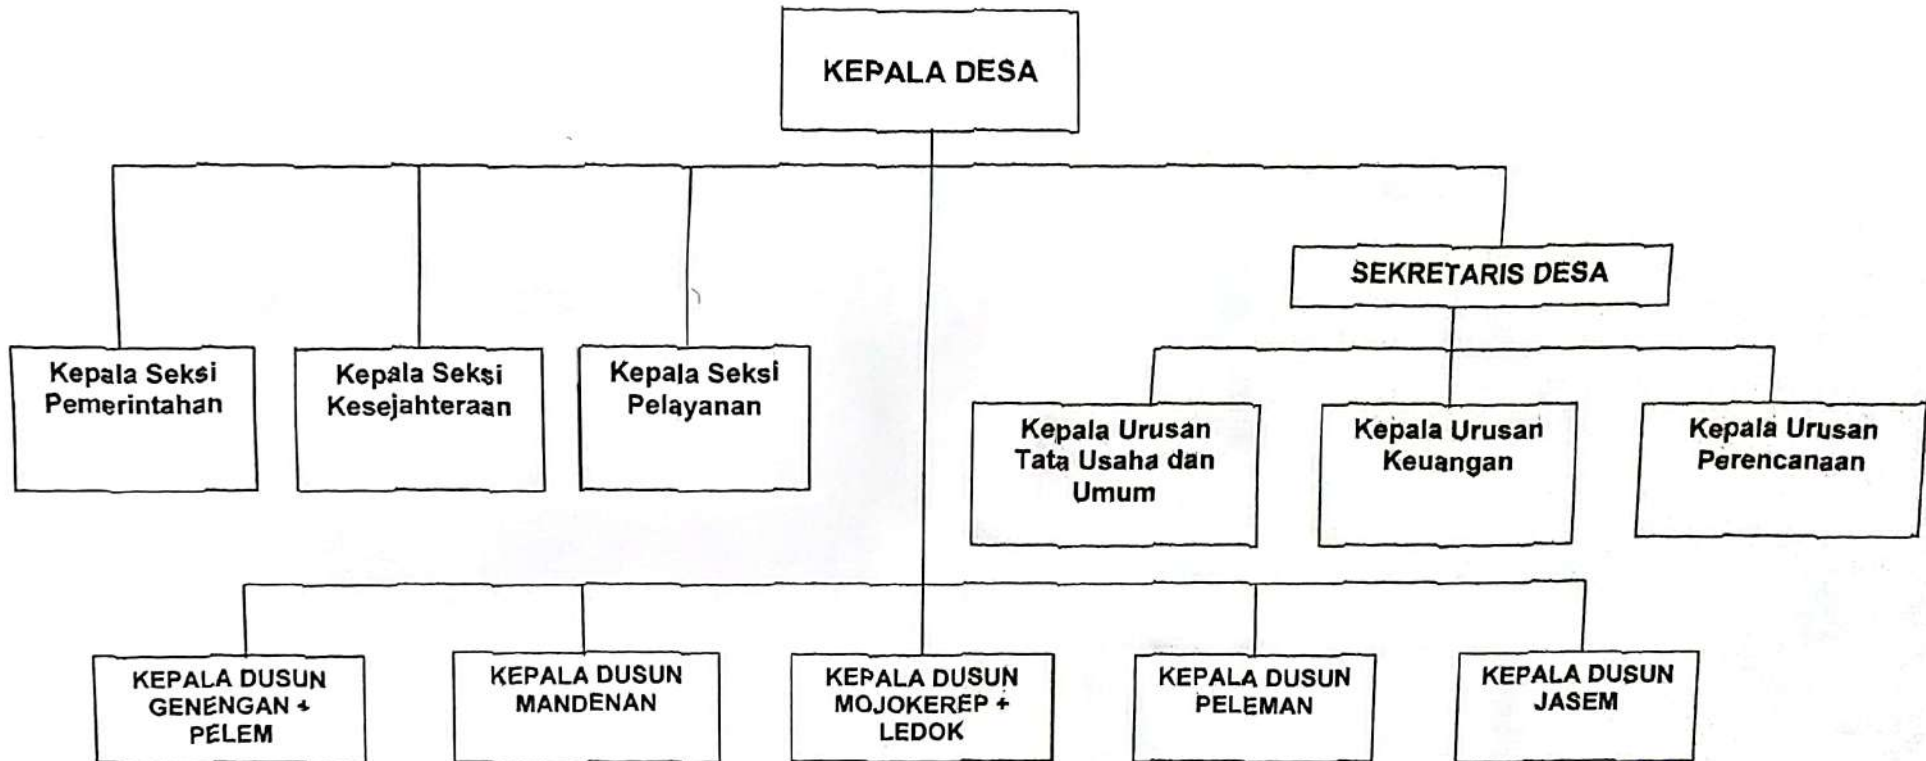 KEPALA DESA
SEKRETARIS DESA
Kepala Seksi
Pemerintahan
Kepala Seksi
Kesejahteraan
Kepala Seksi
Pelayanan
Kepala Urusan
Tata Usaha dan
Umum
Kepala Urusan
Keuangan
Kepala Urusan
Perencanaan
KEPALA DUSUN
GENENGAN +
PELEM
KEPALA DUSUN
MANDENAN
KEPALA DUSUN
MOJOKEREP +
LEDOK
KEPALA DUSUN
PELEMAN
KEPALA DUSUN
JASEM